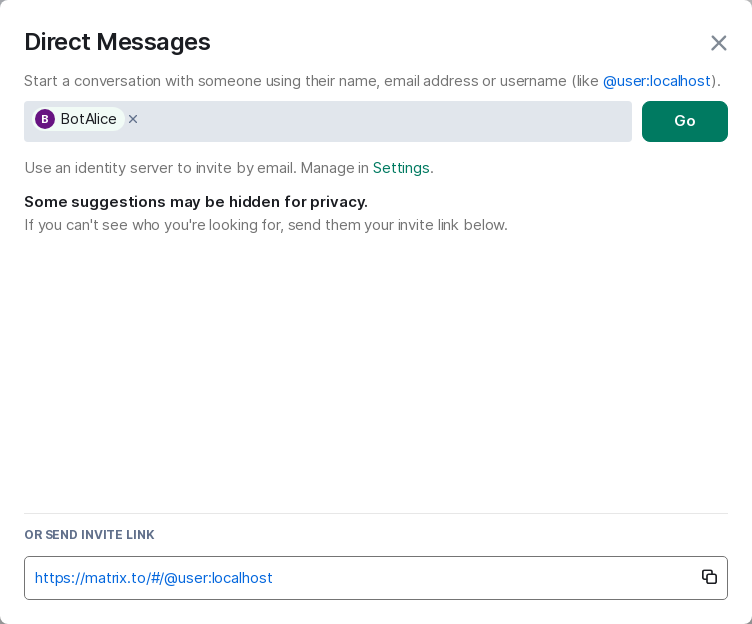 Direct Messages
Start a conversation with someone using their name, email address or username (like @user:localhost).
B BotAlice
Go
Use an identity server to invite by email. Manage in Settings.
Some suggestions may be hidden for privacy.
If you can't see who you're looking for, send them your invite link below.
OR SEND INVITE LINK
https://matrix.to/#/@user:localhost